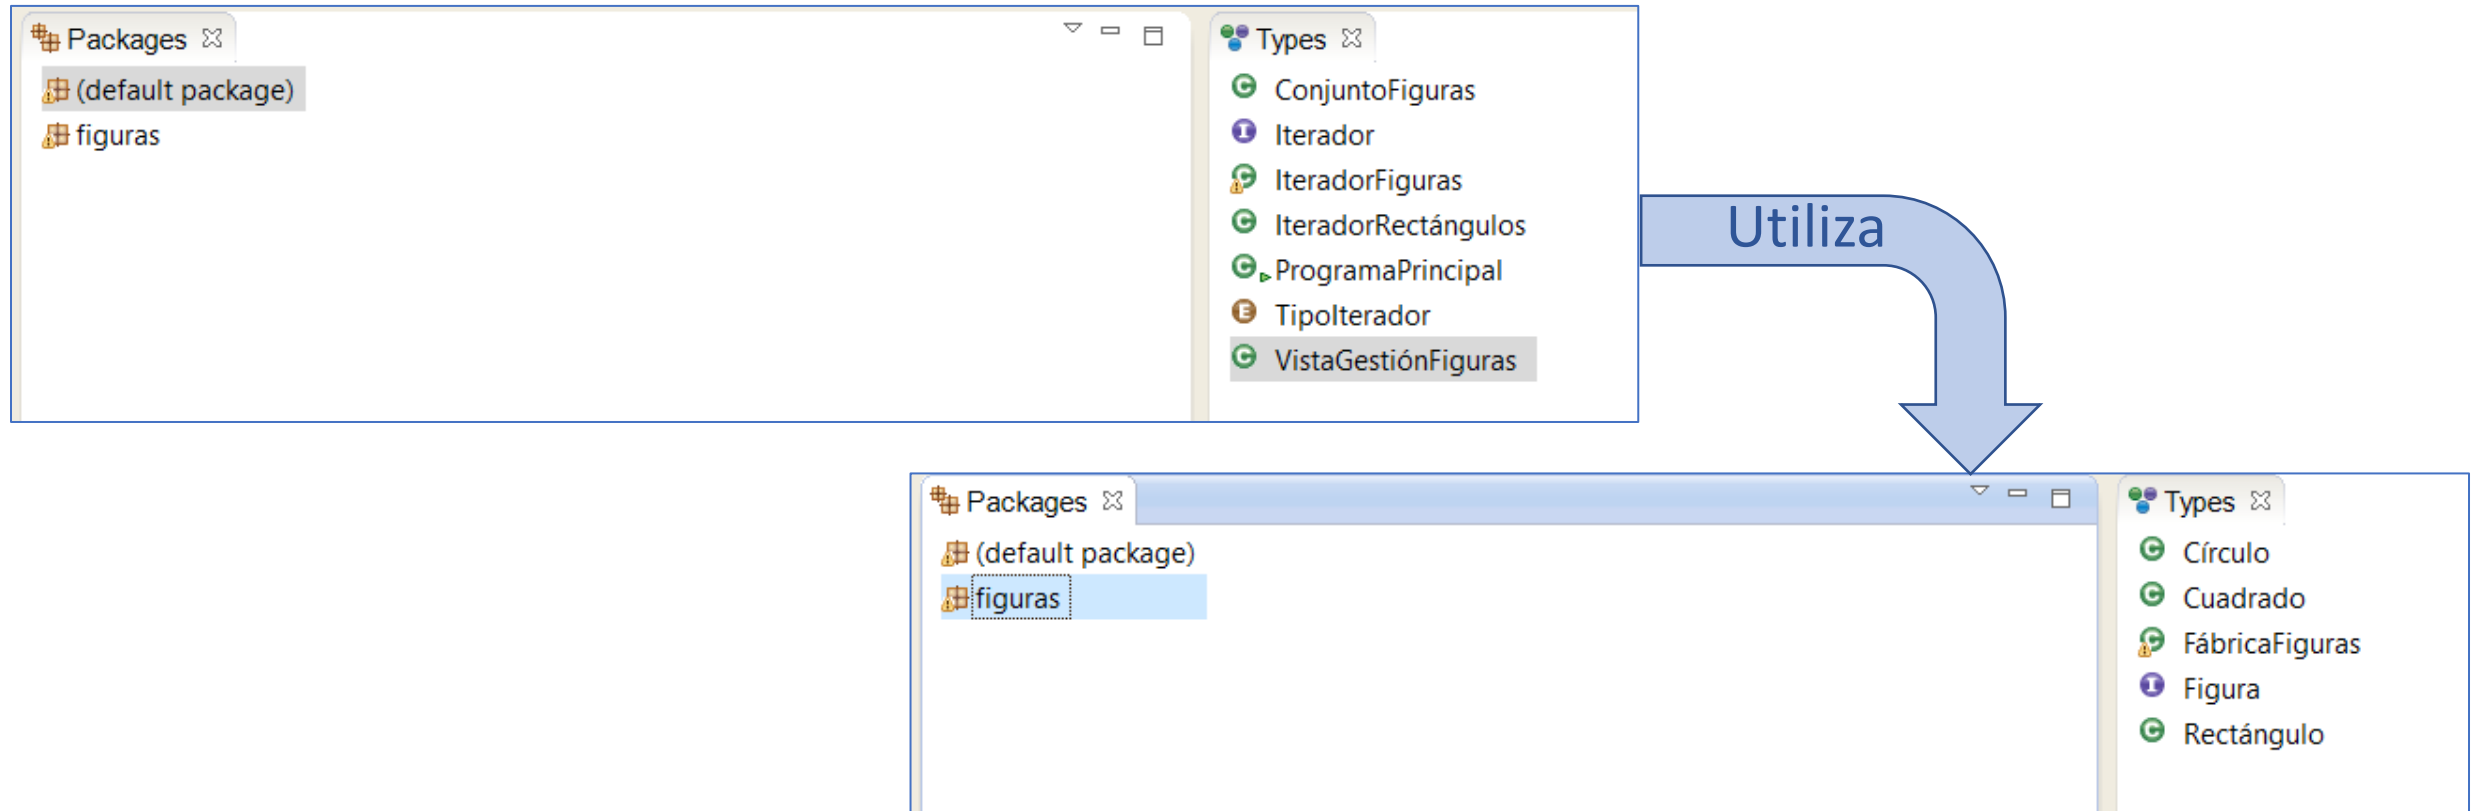 Packages
(default package)
figuras
Types
ConjuntoFiguras
Iterador
IteradorFiguras
IteradorRectángulos
ProgramaPrincipal
TipoIterador
VistaGestiónFiguras
Utiliza
Packages
(default package)
figuras
Types
Círculo
Cuadrado
FábricaFiguras
Figura
Rectángulo